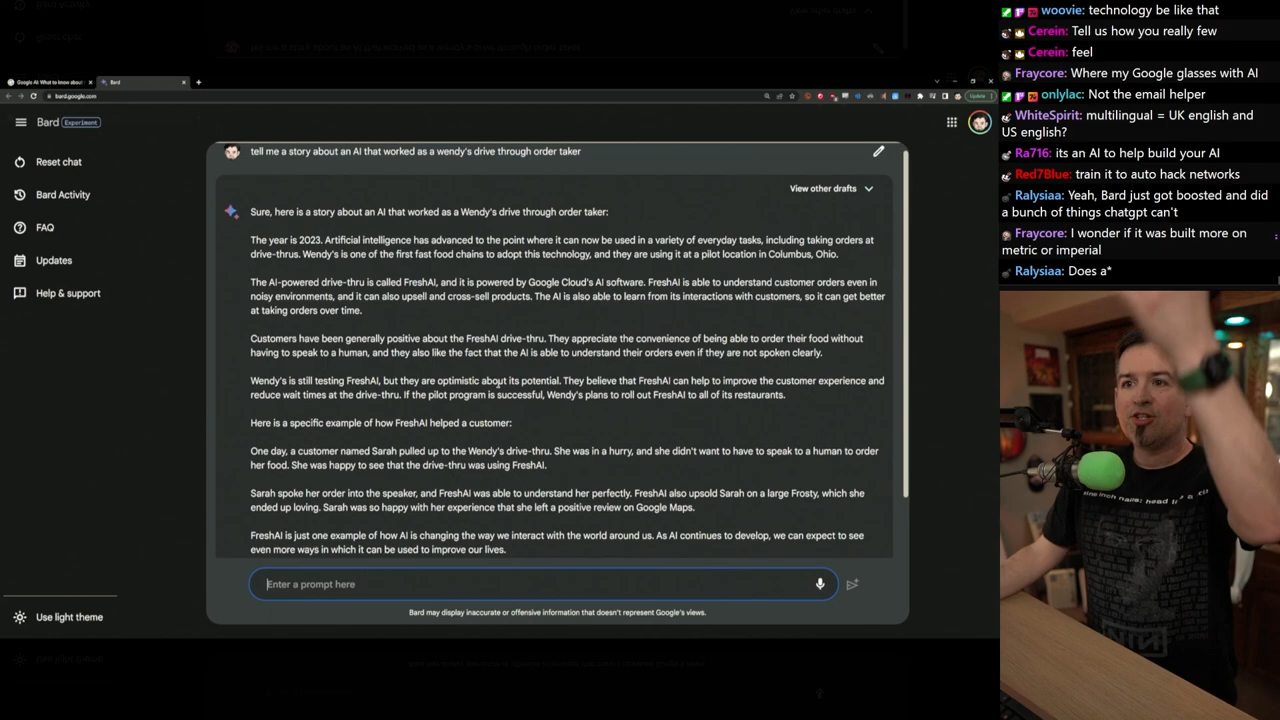 Google AI: What to know about
Bard
bard.google.com
Update
Bard Experiment
Reset chat
Bard Activity
FAQ
Updates
Help & support
Use light theme
tell me a story about an AI that worked as a wendy's drive through order taker
View other drafts
Sure, here is a story about an AI that worked as a Wendy's drive through order taker:
The year is 2023. Artificial intelligence has advanced to the point where it can now be used in a variety of everyday tasks, including taking orders at
drive-thrus. Wendy's is one of the first fast food chains to adopt this technology, and they are using it at a pilot location in Columbus, Ohio.
The AI-powered drive-thru is called FreshAI, and it is powered by Google Cloud's AI software. FreshAI is able to understand customer orders even in
noisy environments, and it can also upsell and cross-sell products. The AI is also able to learn from its interactions with customers, so it can get better
at taking orders over time.
Customers have been generally positive about the FreshAI drive-thru. They appreciate the convenience of being able to order their food without
having to speak to a human, and they also like the fact that the AI is able to understand their orders even if they are not spoken clearly.
Wendy's is still testing FreshAI, but they are optimistic about its potential. They believe that FreshAI can help to improve the customer experience and
reduce wait times at the drive-thru. If the pilot program is successful, Wendy's plans to roll out FreshAI to all of its restaurants.
Here is a specific example of how FreshAI helped a customer:
One day, a customer named Sarah pulled up to the Wendy's drive-thru. She was in a hurry, and she didn't want to have to speak to a human to order
her food. She was happy to see that the drive-thru was using FreshAI.
Sarah spoke her order into the speaker, and FreshAI was able to understand her perfectly. FreshAI also upsold Sarah on a large Frosty, which she
ended up loving. Sarah was so happy with her experience that she left a positive review on Google Maps.
FreshAI is just one example of how AI is changing the way we interact with the world around us. As AI continues to develop, we can expect to see
even more ways in which it can be used to improve our lives.
Enter a prompt here
Bard may display inaccurate or offensive information that doesn't represent Google's views.
woovie: technology be like that
Cerein: Tell us how you really few
Cerein: feel
Fraycore: Where my Google glasses with AI
onlylac: Not the email helper
WhiteSpirit: multilingual = UK english and
US english?
Ra716: its an AI to help build your AI
Red7Blue: train it to auto hack networks
Ralysiaa: Yeah, Bard just got boosted and did
a bunch of things chatgpt can't
Fraycore: I wonder if it was built more on
metric or imperial
Ralysiaa: Does a*